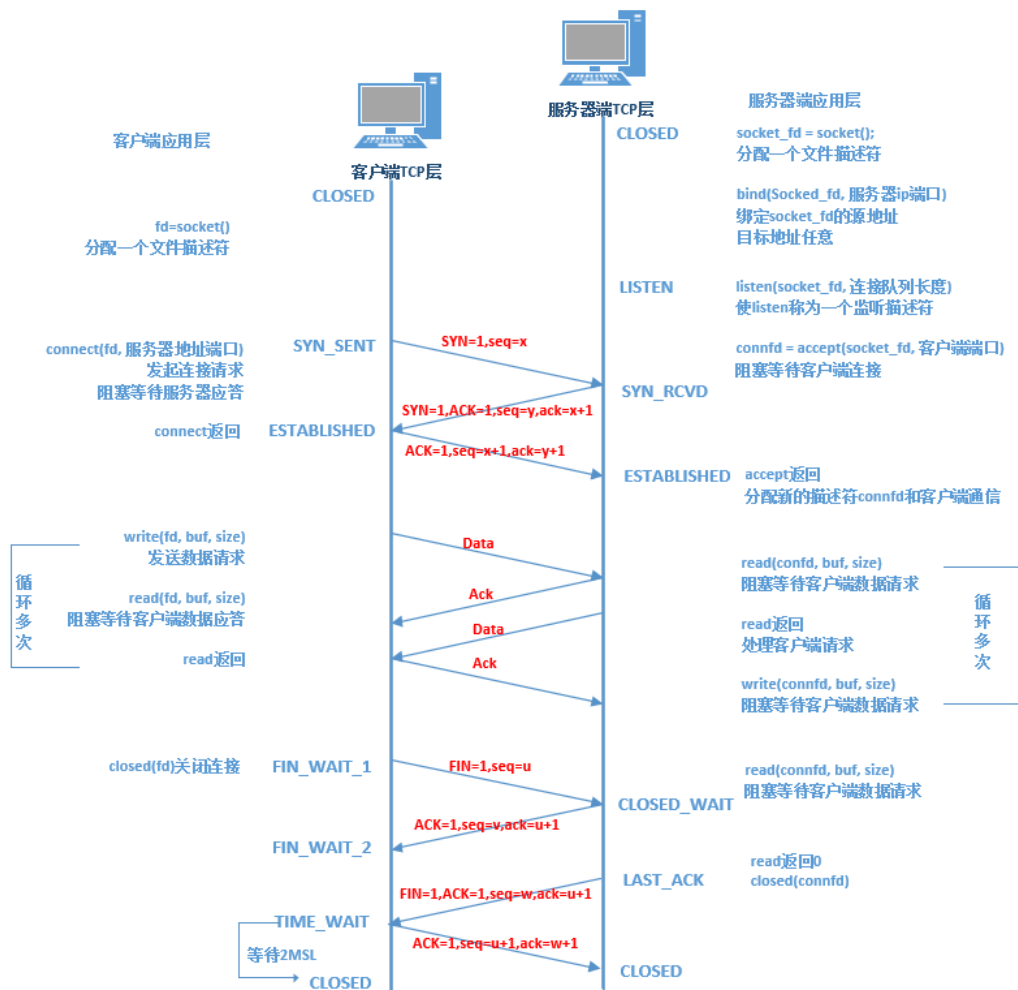 服务器端TCP层
服务器端应用层
CLOSED
socket_fd = socket();
分配一个文件描述符
客户端应用层
客户端TCP层
CLOSED
bind(Socked_fd, 服务器ip端口)
绑定socket_fd的源地址
目标地址任意
fd=socket()
分配一个文件描述符
LISTEN
listen(socket_fd, 连接队列长度)
使listen称为一个监听描述符
connect(fd, 服务器地址端口)
发起连接请求
阻塞等待服务器应答
SYN_SENT
SYN=1,seq=x
connfd = accept(socket_fd, 客户端端口)
阻塞等待客户端连接
SYN_RCVD
SYN=1,ACK=1,seq=y,ack=x+1
connect返回
ESTABLISHED
ACK=1,seq=x+1,ack=y+1
ESTABLISHED
accept返回
分配新的描述符connfd和客户端通信
循环多次
write(fd, buf, size)
发送数据请求
Data
read(confd, buf, size)
阻塞等待客户端数据请求
循环多次
read(fd, buf, size)
阻塞等待客户端数据应答
Ack
Data
read返回
处理客户端请求
read返回
Ack
write(connfd, buf, size)
阻塞等待客户端数据请求
closed(fd)关闭连接
FIN_WAIT_1
FIN=1,seq=u
read(connfd, buf, size)
阻塞等待客户端数据请求
CLOSED_WAIT
ACK=1,seq=v,ack=u+1
FIN_WAIT_2
read返回0
closed(connfd)
LAST_ACK
FIN=1,ACK=1,seq=w,ack=u+1
TIME_WAIT
ACK=1,seq=u+1,ack=w+1
等待2MSL
CLOSED
CLOSED